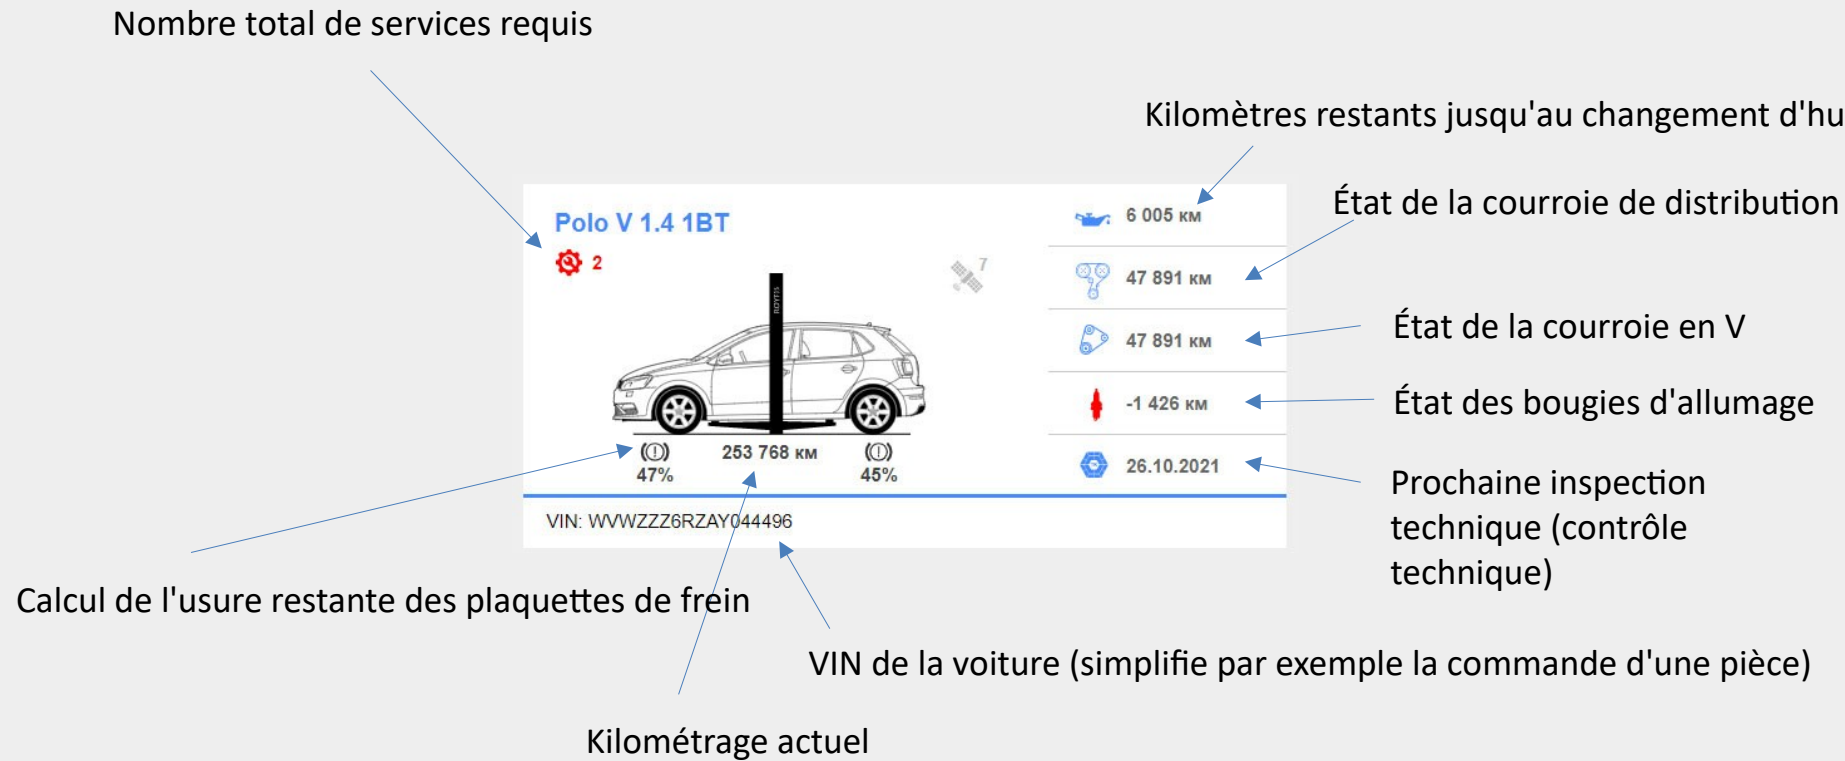 Nombre total de services requis
Kilomètres restants jusqu'au changement d'hu
État de la courroie de distribution
Polo V 1.4 1BT
2
7
6 005 км
47 891 км
47 891 км
État de la courroie en V
-1 426 км
État des bougies d'allumage
253 768 км
47%
45%
26.10.2021
Prochaine inspection
technique (contrôle
technique)
VIN: WVWZZZ6RZAY044496
Calcul de l'usure restante des plaquettes de frein
VIN de la voiture (simplifie par exemple la commande d'une pièce)
Kilométrage actuel